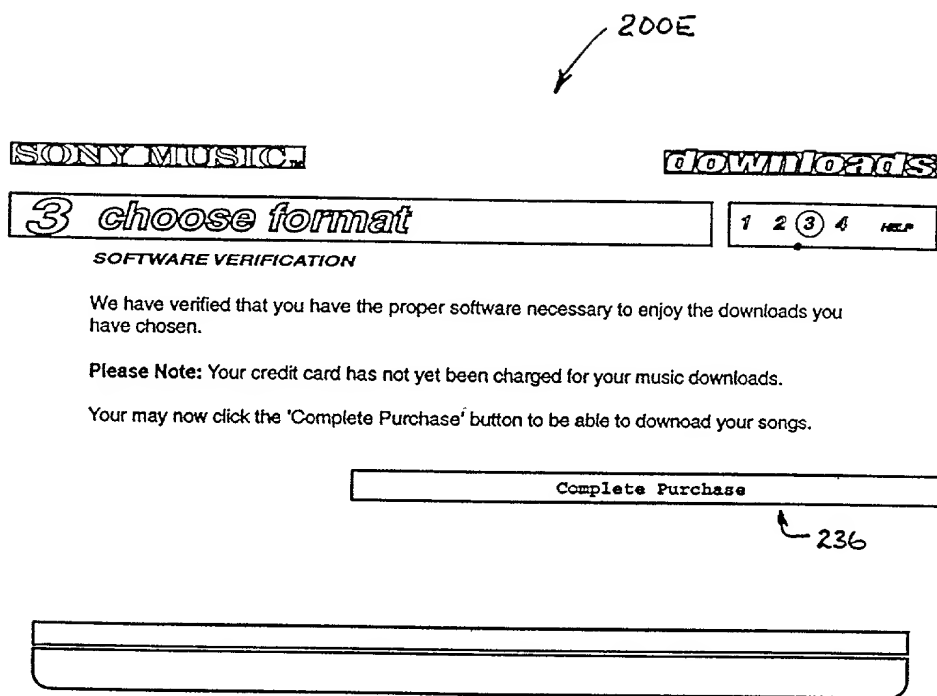 200E
SONY MUSIC™ downloads
3 choose format 1 2 3 4 HELP
SOFTWARE VERIFICATION
We have verified that you have the proper software necessary to enjoy the downloads you
have chosen.
Please Note: Your credit card has not yet been charged for your music downloads.
Your may now click the 'Complete Purchase' button to be able to downoad your songs.
Complete Purchase
236